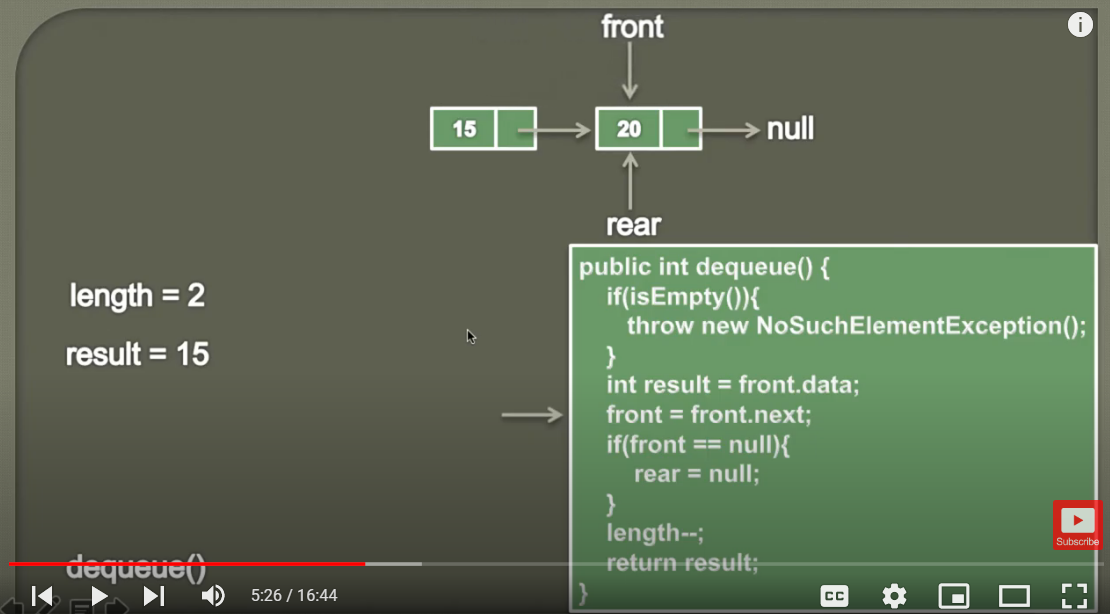 front
15
20
null
rear
length = 2
result = 15
public int dequeue() {
if(isEmpty()){
throw new NoSuchElementException();
}
int result = front.data;
front = front.next;
if(front == null){
rear = null;
}
length--;
return result;
}
dequeue()
Subscribe
5:26 / 16:44
CC